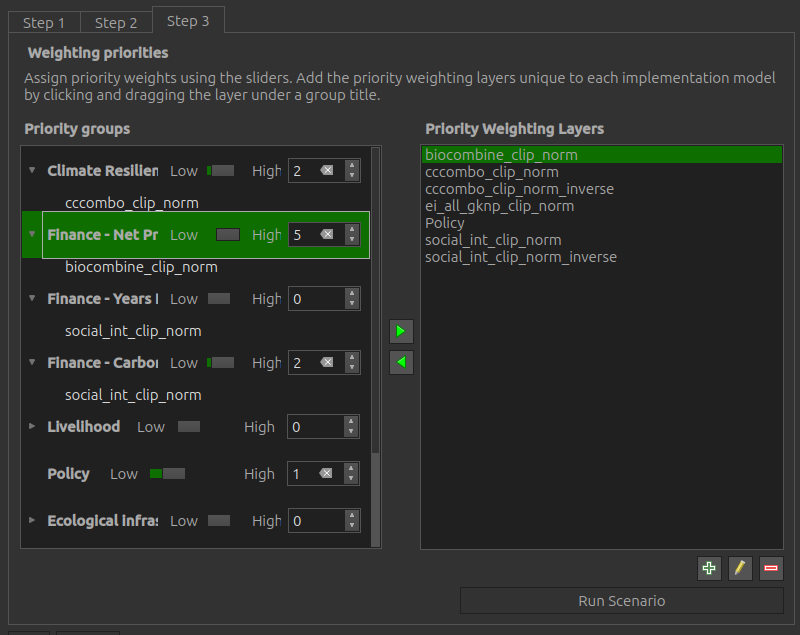 Step 1 Step 2 Step 3
Weighting priorities
Assign priority weights using the sliders. Add the priority weighting layers unique to each implementation model
by clicking and dragging the layer under a group title.
Priority groups
Climate Resilien Low High 2
cccombo_clip_norm
Finance - Net Pr Low High 5
biocombine_clip_norm
Finance - Years Low High 0
social_int_clip_norm
Finance - Carbon Low High 2
social_int_clip_norm
Livelihood Low High 0
Policy Low High 1
Ecological infras Low High 0
Priority Weighting Layers
biocombine_clip_norm
cccombo_clip_norm
cccombo_clip_norm_inverse
ei_all_gknp_clip_norm
Policy
social_int_clip_norm
social_int_clip_norm_inverse
Run Scenario